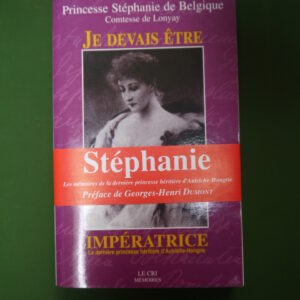 Princesse Stéphanie de Belgique
Comtesse de Lonyay
JE DEVAIS ÊTRE
Stéphanie
Les mémoires de la dernière princesse héritière d'Autriche-Hongrie
Préface de Georges-Henri DUMONT
IMPÉRATRICE
La dernière princesse héritière d'Autriche-Hongrie
LE CRI
MÉMOIRES